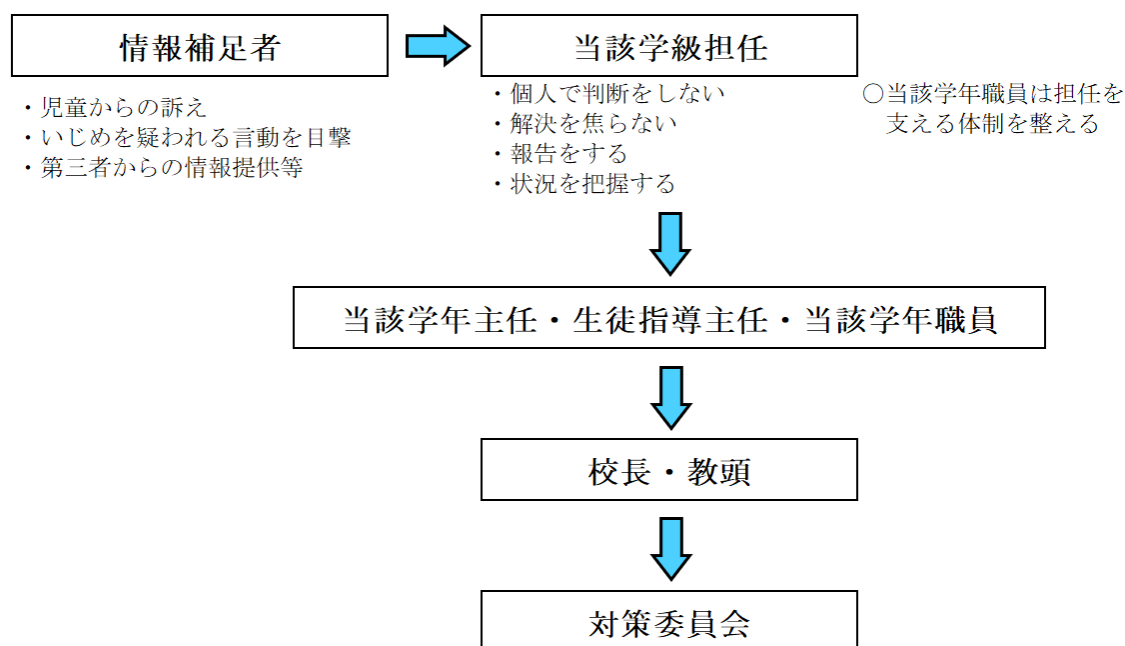 情報補足者
当該学級担任
・児童からの訴え
・いじめを疑われる言動を目撃
・第三者からの情報提供等
・個人で判断をしない
・解決を焦らない
・報告をする
・状況を把握する
○当該学年職員は担任を
支える体制を整える
当該学年主任・生徒指導主任・当該学年職員
校長・教頭
対策委員会